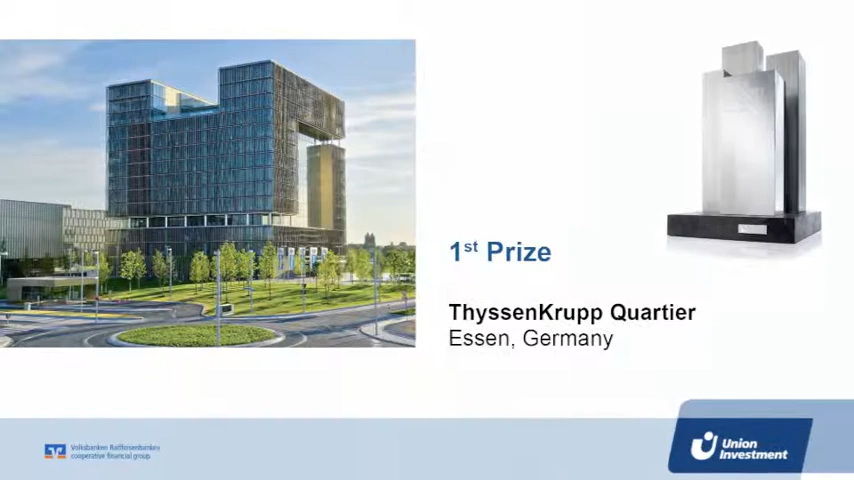 1st Prize
ThyssenKrupp Quartier
Essen, Germany
Volksbanken Raiffeisenbanken
cooperative financial group
Union
Investment